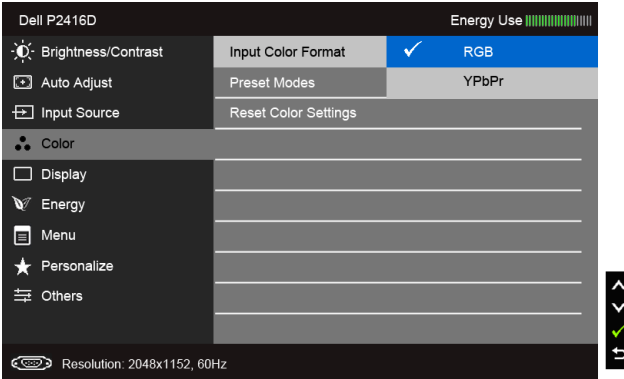 Dell P2416D Energy Use
Brightness/Contrast Input Color Format RGB
Auto Adjust Preset Modes YPbPr
Input Source Reset Color Settings
Color
Display
Energy
Menu
Personalize
Others
Resolution: 2048x1152, 60Hz